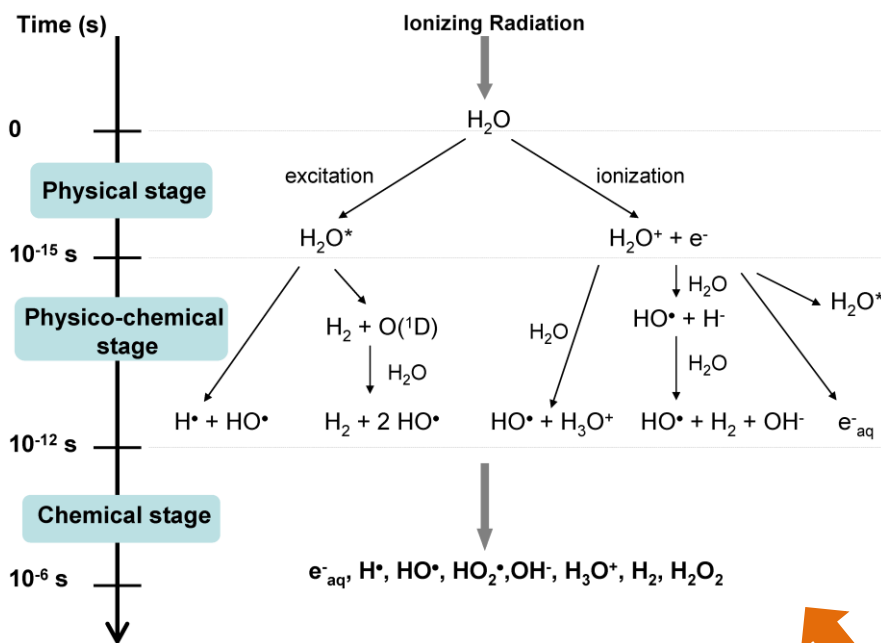 Time (s)
Ionizing Radiation
0
H₂O
excitation
ionization
Physical stage
H₂O*
H₂O⁺ + e-
10⁻¹⁵ s
H₂O
H₂O*
Physico-chemical
stage
H₂ + O(¹D)
H₂O
HO• + H-
H₂O
H₂O
H• + HO•
H₂ + 2 HO•
HO• + H₃O⁺
HO• + H₂ + OH-
e⁻aq
10⁻¹² s
Chemical stage
10⁻⁶ s
e⁻aq, H•, HO•, HO₂•,OH-, H₃O⁺, H₂, H₂O₂